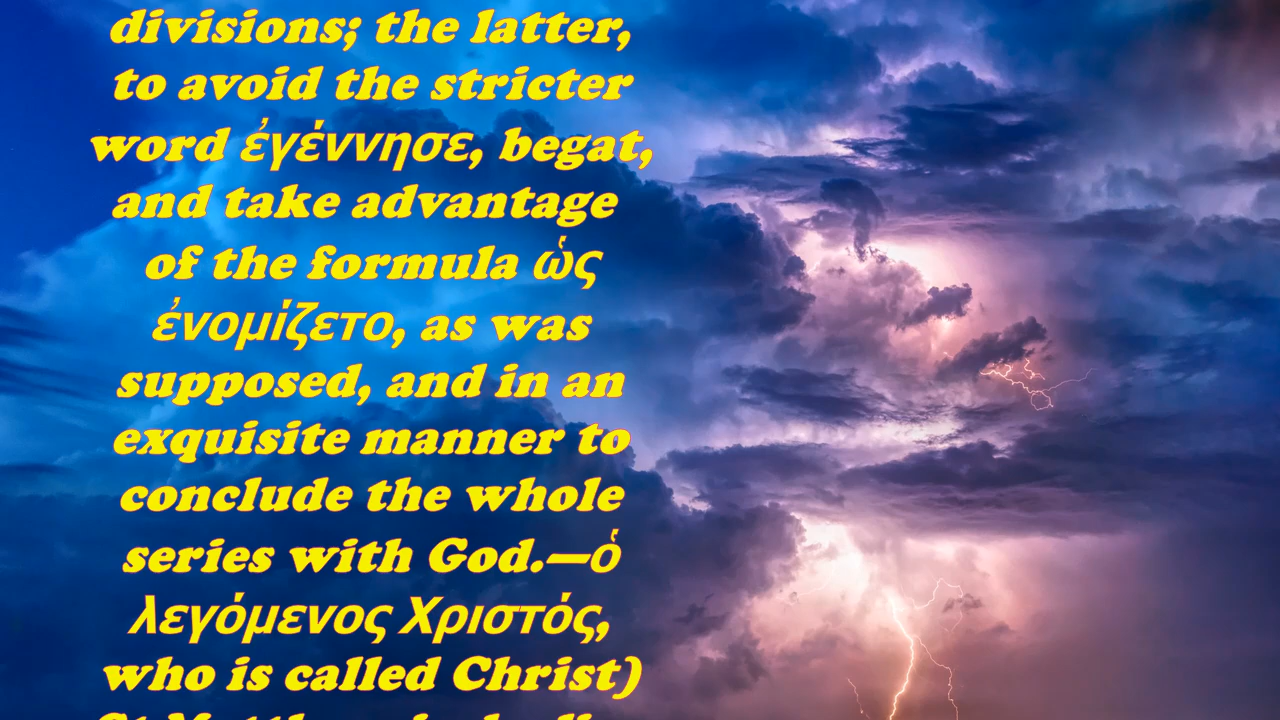 divisions; the latter,
to avoid the stricter
word ἐγέννησε, begat,
and take advantage
of the formula ὡς
ἐνομίζετο, as was
supposed, and in an
exquisite manner to
conclude the whole
series with God.—ὁ
λεγόμενος Χριστός,
who is called Christ)